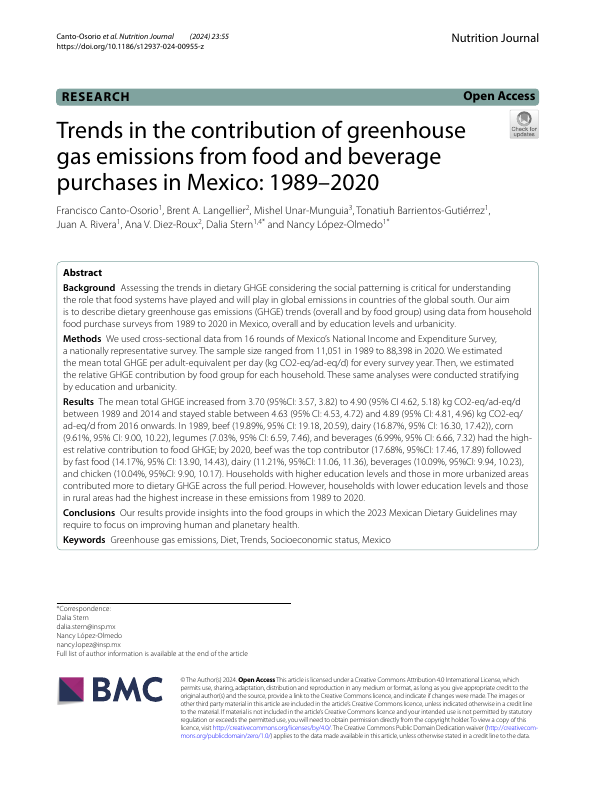 Canto-Osorio et al. Nutrition Journal (2024) 23:55
https://doi.org/10.1186/s12937-024-00955-z
Nutrition Journal
RESEARCH
Open Access
Check for
updates
Trends in the contribution of greenhouse
gas emissions from food and beverage
purchases in Mexico: 1989–2020
Francisco Canto-Osorio1, Brent A. Langellier2, Mishel Unar-Munguia3, Tonatiuh Barrientos-Gutiérrez1,
Juan A. Rivera1, Ana V. Diez-Roux2, Dalia Stern1,4* and Nancy López-Olmedo1*
Abstract
Background Assessing the trends in dietary GHGE considering the social patterning is critical for understanding
the role that food systems have played and will play in global emissions in countries of the global south. Our aim
is to describe dietary greenhouse gas emissions (GHGE) trends (overall and by food group) using data from household
food purchase surveys from 1989 to 2020 in Mexico, overall and by education levels and urbanicity.
Methods We used cross-sectional data from 16 rounds of Mexico's National Income and Expenditure Survey,
a nationally representative survey. The sample size ranged from 11,051 in 1989 to 88,398 in 2020. We estimated
the mean total GHGE per adult-equivalent per day (kg CO2-eq/ad-eq/d) for every survey year. Then, we estimated
the relative GHGE contribution by food group for each household. These same analyses were conducted stratifying
by education and urbanicity.
Results The mean total GHGE increased from 3.70 (95%CI: 3.57, 3.82) to 4.90 (95% CI 4.62, 5.18) kg CO2-eq/ad-eq/d
between 1989 and 2014 and stayed stable between 4.63 (95% CI: 4.53, 4.72) and 4.89 (95% CI: 4.81, 4.96) kg CO2-eq/
ad-eq/d from 2016 onwards. In 1989, beef (19.89%, 95% CI: 19.18, 20.59), dairy (16.87%, 95% CI: 16.30, 17.42)), corn
(9.61%, 95% CI: 9.00, 10.22), legumes (7.03%, 95% CI: 6.59, 7.46), and beverages (6.99%, 95% CI: 6.66, 7.32) had the high-
est relative contribution to food GHGE; by 2020, beef was the top contributor (17.68%, 95%CI: 17.46, 17.89) followed
by fast food (14.17%, 95% CI: 13.90, 14.43), dairy (11.21%, 95%CI: 11.06, 11.36), beverages (10.09%, 95%CI: 9.94, 10.23),
and chicken (10.04%, 95%CI: 9.90, 10.17). Households with higher education levels and those in more urbanized areas
contributed more to dietary GHGE across the full period. However, households with lower education levels and those
in rural areas had the highest increase in these emissions from 1989 to 2020.
Conclusions Our results provide insights into the food groups in which the 2023 Mexican Dietary Guidelines may
require to focus on improving human and planetary health.
Keywords Greenhouse gas emissions, Diet, Trends, Socioeconomic status, Mexico
*Correspondence:
Dalia Stern
dalia.stern@insp.mx
Nancy López-Olmedo
nancy.lopez@insp.mx
Full list of author information is available at the end of the article
BMC
© The Author(s) 2024. Open Access This article is licensed under a Creative Commons Attribution 4.0 International License, which
permits use, sharing, adaptation, distribution and reproduction in any medium or format, as long as you give appropriate credit to the
original author(s) and the source, provide a link to the Creative Commons licence, and indicate if changes were made. The images or
other third party material in this article are included in the article's Creative Commons licence, unless indicated otherwise in a credit line
to the material. If material is not included in the article's Creative Commons licence and your intended use is not permitted by statutory
regulation or exceeds the permitted use, you will need to obtain permission directly from the copyright holder. To view a copy of this
licence, visit http://creativecommons.org/licenses/by/4.0/. The Creative Commons Public Domain Dedication waiver (http://creativecom-
mons.org/publicdomain/zero/1.0/) applies to the data made available in this article, unless otherwise stated in a credit line to the data.